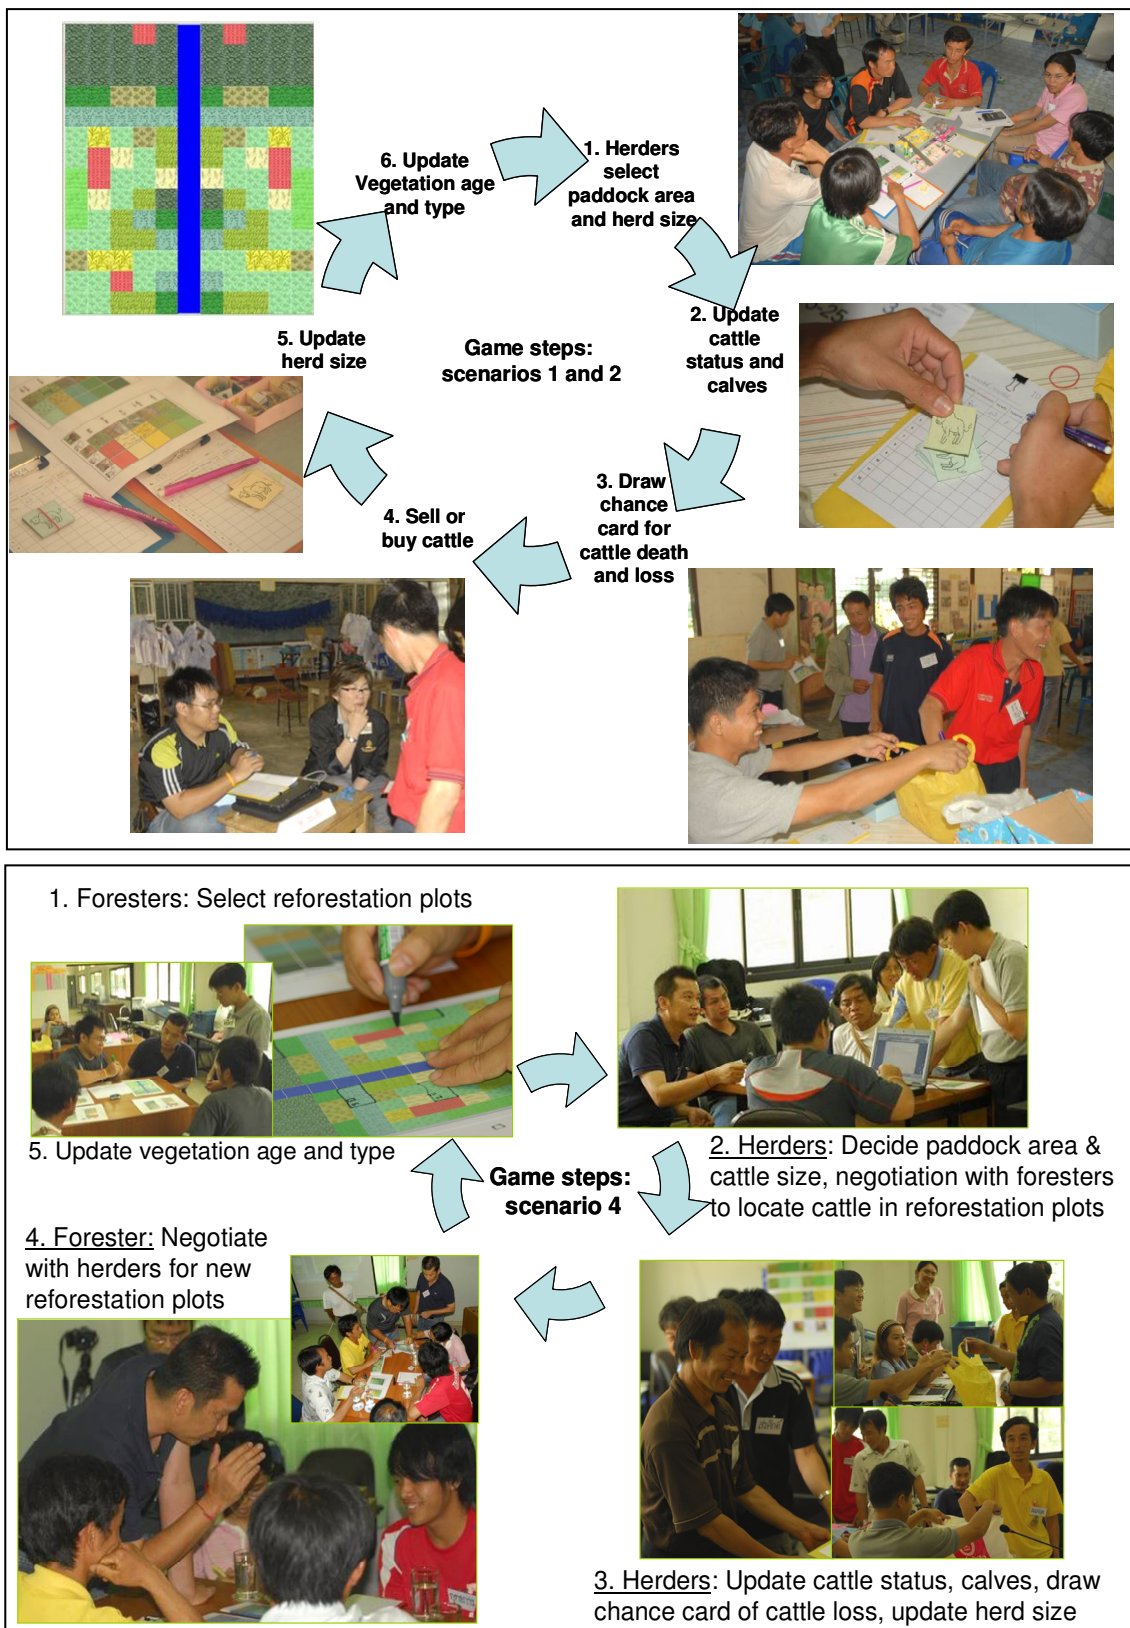 6. Update
Vegetation age
and type
1. Herders
select
paddock area
and herd size
2. Update
cattle
status and
calves
5. Update
herd size
Game steps:
scenarios 1 and 2
3. Draw
chance
card for
cattle death
and loss
4. Sell or
buy cattle
1. Foresters: Select reforestation plots
5. Update vegetation age and type
Game steps:
scenario 4
2. Herders: Decide paddock area &
cattle size, negotiation with foresters
to locate cattle in reforestation plots
4. Forester: Negotiate
with herders for new
reforestation plots
3. Herders: Update cattle status, calves, draw
chance card of cattle loss, update herd size